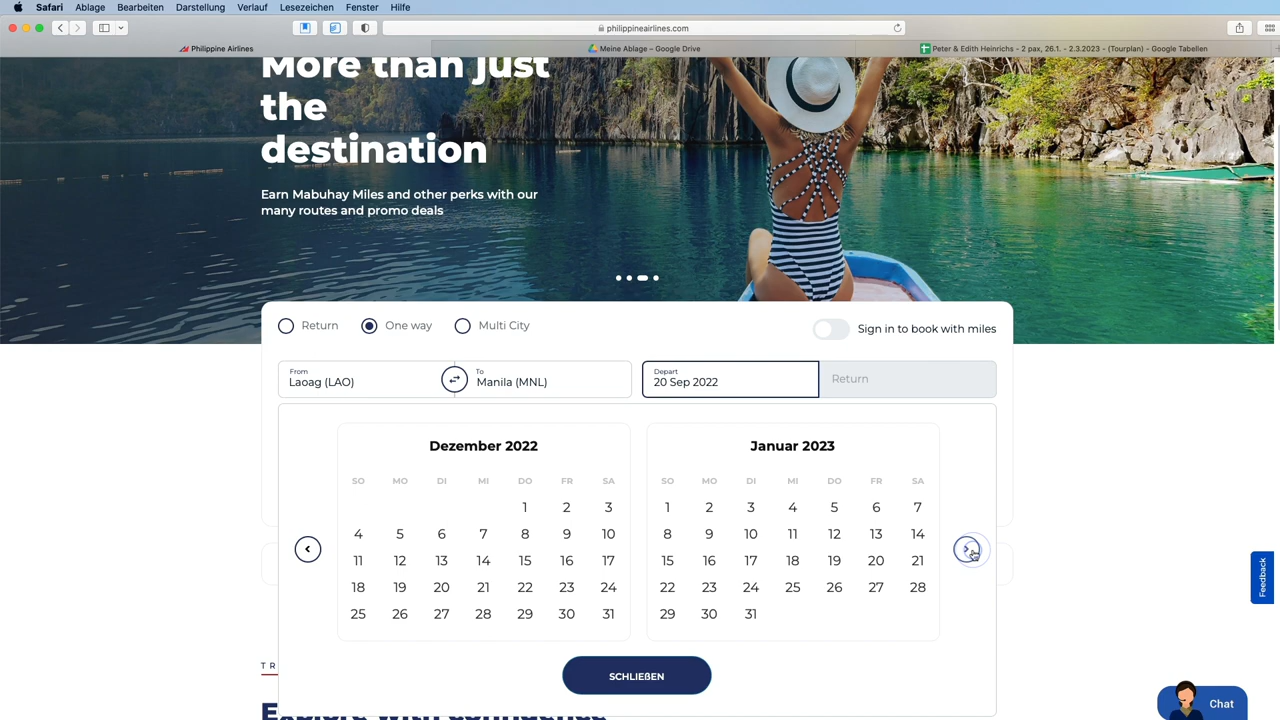 Safari Ablage Bearbeiten Darstellung Verlauf Lesezeichen Fenster Hilfe
philippineairlines.com
Philippine Airlines Meine Ablage – Google Drive Peter & Edith Heinrichs - 2 pax, 26.1. - 2.3.2023 - (Tourplan) - Google Tabellen
More than just
the
destination
Earn Mabuhay Miles and other perks with our
many routes and promo deals
Return One way Multi City Sign in to book with miles
From To Depart
Laoag (LAO) Manila (MNL) 20 Sep 2022 Return
Dezember 2022
SO MO DI MI DO FR SA
1 2 3
4 5 6 7 8 9 10
11 12 13 14 15 16 17
18 19 20 21 22 23 24
25 26 27 28 29 30 31
Januar 2023
SO MO DI MI DO FR SA
1 2 3 4 5 6 7
8 9 10 11 12 13 14
15 16 17 18 19 20 21
22 23 24 25 26 27 28
29 30 31
SCHLIEßEN
Feedback
TR
Explore with confidence
Chat